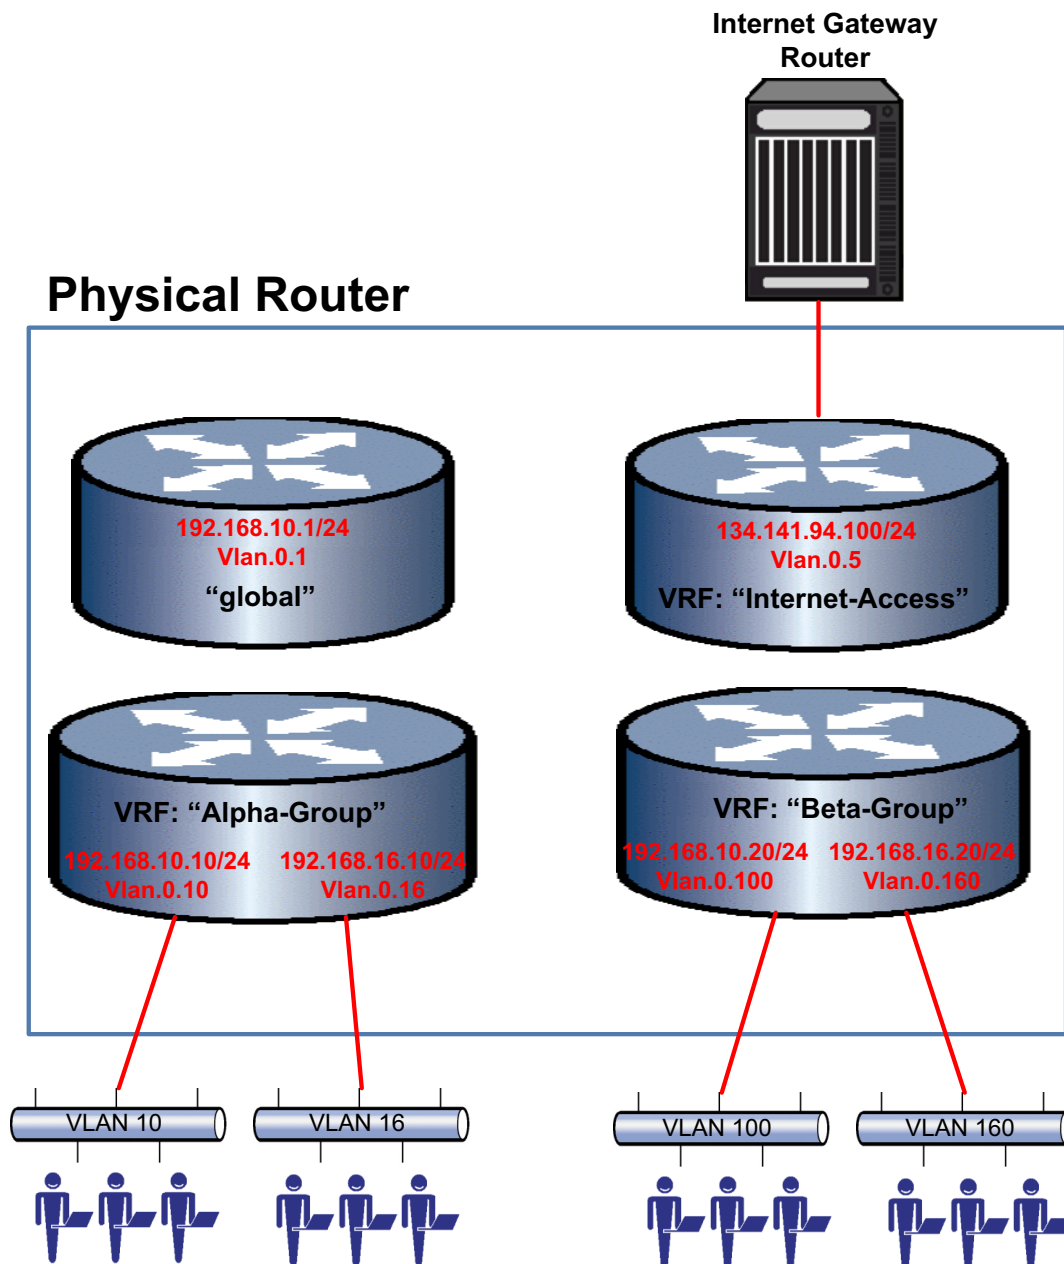 Internet Gateway
Router
Physical Router
192.168.10.1/24
Vlan.0.1
“global”
134.141.94.100/24
Vlan.0.5
VRF: “Internet-Access”
VRF: “Alpha-Group”
192.168.10.10/24
Vlan.0.10
192.168.16.10/24
Vlan.0.16
VRF: “Beta-Group”
192.168.10.20/24
Vlan.0.100
192.168.16.20/24
Vlan.0.160
VLAN 10
VLAN 16
VLAN 100
VLAN 160